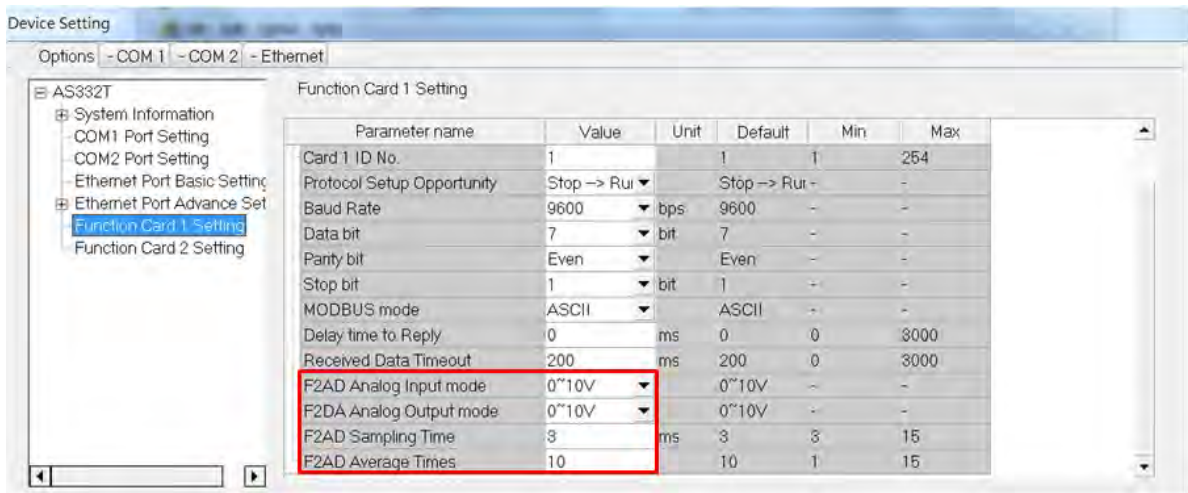 Device Setting
Options - COM 1 - COM 2 - Ethernet
AS332T
System Information
COM1 Port Setting
COM2 Port Setting
Ethernet Port Basic Setting
Ethernet Port Advance Set
Function Card 1 Setting
Function Card 2 Setting
Function Card 1 Setting
Parameter name Value Unit Default Min Max
Card 1 ID No. 1 1 1 254
Protocol Setup Opportunity Stop --> Rui Stop --> Rur - -
Baud Rate 9600 bps 9600 - -
Data bit 7 bit 7 - -
Parity bit Even Even - -
Stop bit 1 bit 1 - -
MODBUS mode ASCII ASCII - -
Delay time to Reply 0 ms 0 0 3000
Received Data Timeout 200 ms 200 0 3000
F2AD Analog Input mode 0~10V 0~10V - -
F2DA Analog Output mode 0~10V 0~10V - -
F2AD Sampling Time 3 ms 3 3 15
F2AD Average Times 10 10 1 15